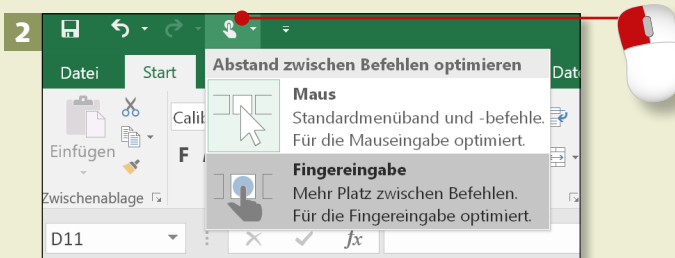 2
Datei Start
Abstand zwischen Befehlen optimieren
Dat
Maus
Standardmenüband und -befehle.
Für die Mauseingabe optimiert.
Calib
Einfügen
F
Fingereingabe
Mehr Platz zwischen Befehlen.
Für die Fingereingabe optimiert.
Zwischenablage
D11
fx